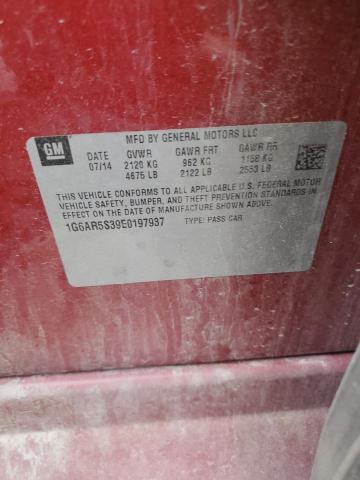 GM
MFD BY GENERAL MOTORS LLC
DATE GVWR GAWR FRT GAWR RR
07/14 2120 KG 962 KG 1158 KG
4675 LB 2122 LB 2553 LB
THIS VEHICLE CONFORMS TO ALL APPLICABLE U.S. FEDERAL MOTOR
VEHICLE SAFETY, BUMPER, AND THEFT PREVENTION STANDARDS IN
EFFECT ON THE DATE OF MANUFACTURE SHOWN ABOVE.
1G6AR5S39E0197937 TYPE: PASS CAR